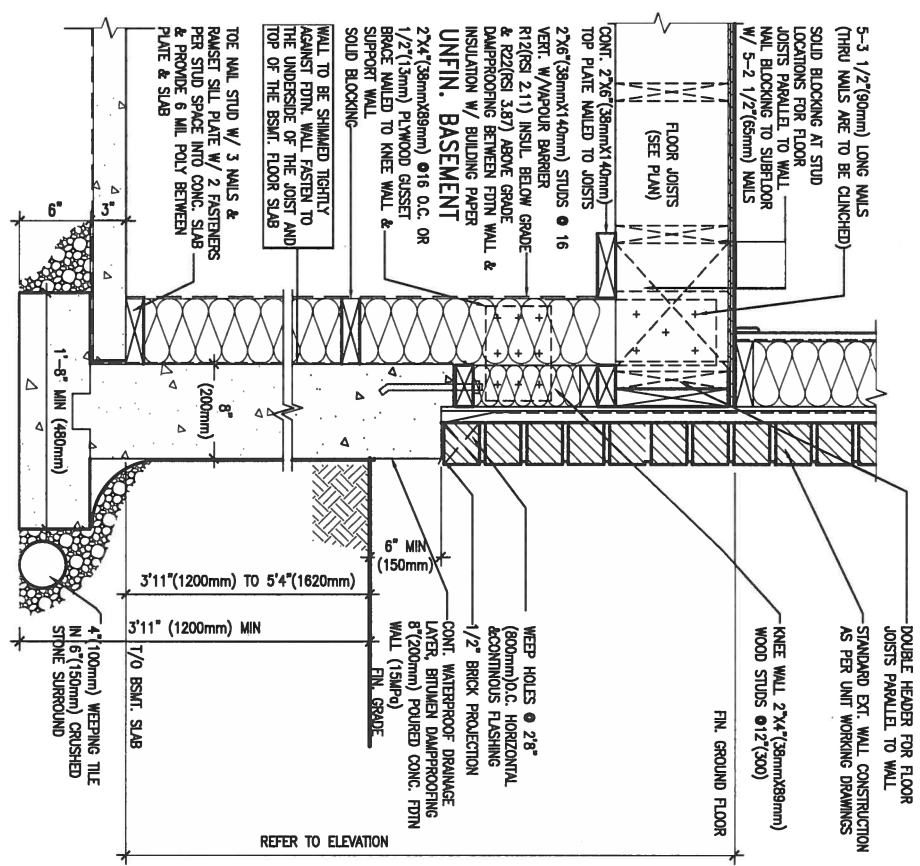 5-3 1/2"(90mm) LONG NAILS
(THRU NAILS ARE TO BE CLINCHED)
SOLID BLOCKING AT STUD
LOCATIONS FOR FLOOR
JOISTS PARALLEL TO WALL
NAIL BLOCKING TO SUBFLOOR
W/ 5-2 1/2"(65mm) NAILS
FLOOR JOISTS
(SEE PLAN)
CONT. 2"X6"(38mmX140mm)
TOP PLATE NAILED TO JOISTS
2"X6"(38mmX140mm) STUDS @ 16
VERT. W/VAPOUR BARRIER
R12(RSI 2.11) INSUL BELOW GRADE
& R22(RSI 3.87) ABOVE GRADE
DAMPPROOFING BETWEEN FDTN WALL &
INSULATION W/ BUILDING PAPER
UNFIN. BASEMENT
2"X4"(38mmX89mm) @16 O.C. OR
1/2"(13mm) PLYWOOD GUSSET
BRACE NAILED TO KNEE WALL &
SUPPORT WALL
SOLID BLOCKING
WALL TO BE SHIMMED TIGHTLY
AGAINST FDTN. WALL FASTEN TO
THE UNDERSIDE OF THE JOIST AND
TOP OF THE BSMT. FLOOR SLAB
TOE NAIL STUD W/ 3 NAILS &
RAMSET SILL PLATE W/ 2 FASTENERS
PER STUD SPACE INTO CONC. SLAB
& PROVIDE 6 MIL POLY BETWEEN
PLATE & SLAB
6"
3"
8"
(200mm)
1'-8" MIN (480mm)
DOUBLE HEADER FOR FLOOR
JOISTS PARALLEL TO WALL
STANDARD EXT. WALL CONSTRUCTION
AS PER UNIT WORKING DRAWINGS
KNEE WALL 2"X4"(38mmX89mm)
WOOD STUDS @12"(300)
FIN. GROUND FLOOR
WEEP HOLES @ 2'8"
(800mm)O.C. HORIZONTAL
&CONTINOUS FLASHING
1/2" BRICK PROJECTION
CONT. WATERPROOF DRAINAGE
LAYER, BITUMEN DAMPPROOFING
8"(200mm) POURED CONC. FDTN
WALL (15MPa)
6" MIN
(150mm)
FIN. GRADE
3'11"(1200mm) TO 5'4"(1620mm)
3'11" (1200mm) MIN
T/O BSMT. SLAB
4"(100mm) WEEPING TILE
IN 6"(150mm) CRUSHED
STONE SURROUND
REFER TO ELEVATION